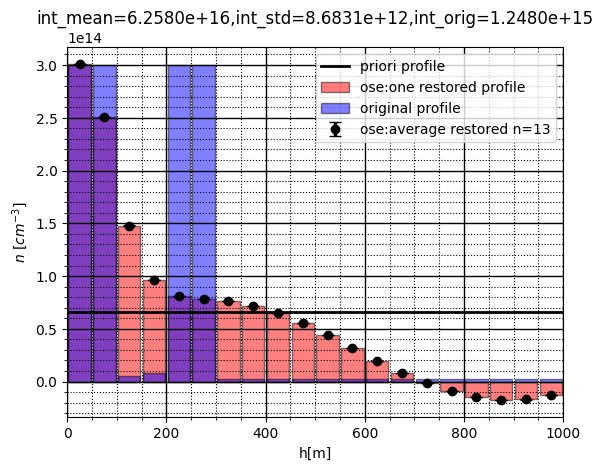 int_mean=6.2580e+16,int_std=8.6831e+12,int_orig=1.2480e+15
1e14
priori profile
ose:one restored profile
original profile
ose:average restored n=13
3.0
2.5
2.0
1.5
1.0
0.5
0.0
n [cm⁻³]
0 200 400 600 800 1000
h[m]